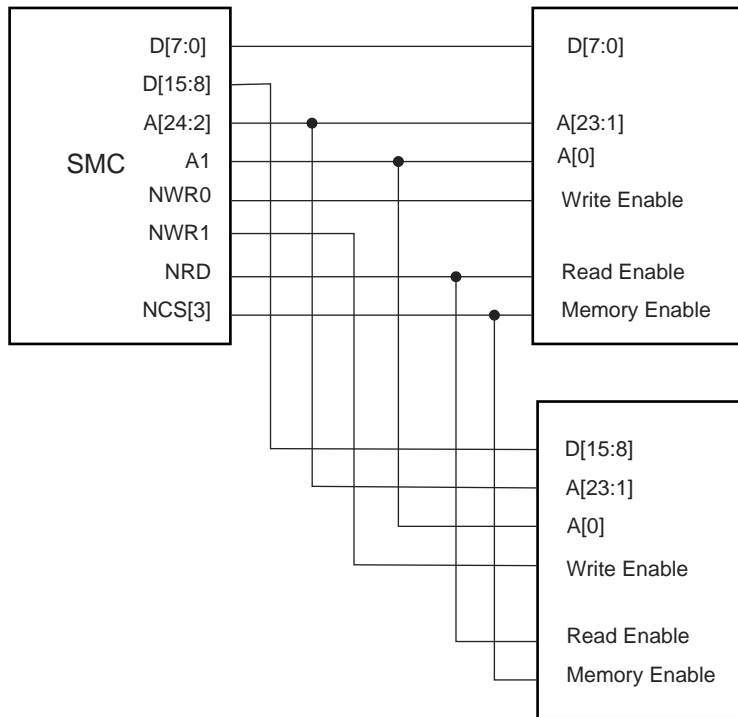 D[7:0]
D[15:8]
A[24:2]
SMC
A1
NWR0
NWR1
NRD
NCS[3]
D[7:0]
A[23:1]
A[0]
Write Enable
Read Enable
Memory Enable
D[15:8]
A[23:1]
A[0]
Write Enable
Read Enable
Memory Enable